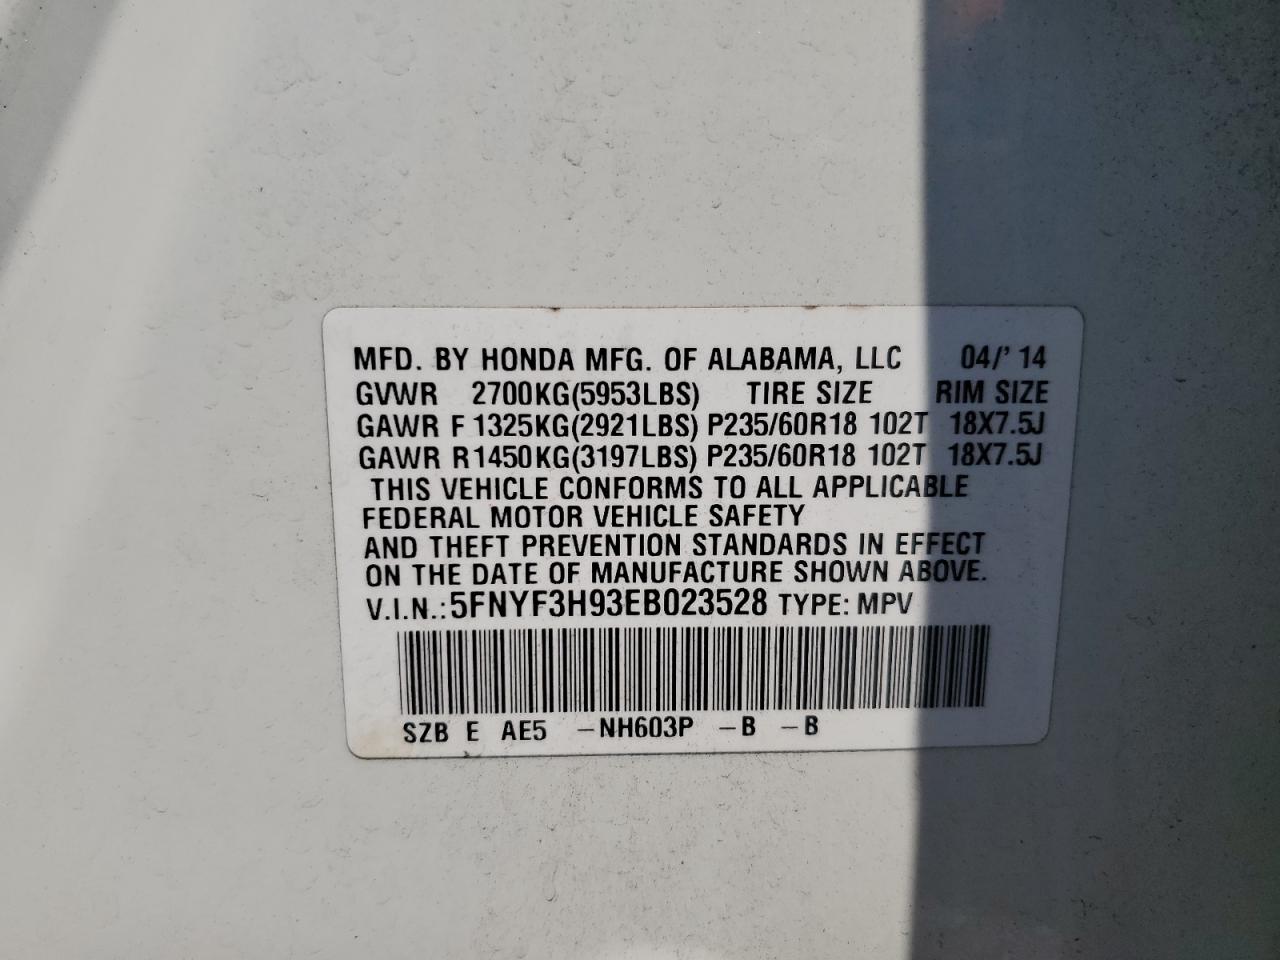 MFD. BY HONDA MFG. OF ALABAMA, LLC 04/' 14
GVWR 2700KG(5953LBS) TIRE SIZE RIM SIZE
GAWR F 1325KG(2921LBS) P235/60R18 102T 18X7.5J
GAWR R1450KG(3197LBS) P235/60R18 102T 18X7.5J
THIS VEHICLE CONFORMS TO ALL APPLICABLE
FEDERAL MOTOR VEHICLE SAFETY
AND THEFT PREVENTION STANDARDS IN EFFECT
ON THE DATE OF MANUFACTURE SHOWN ABOVE.
V.I.N.:5FNYF3H93EB023528 TYPE: MPV
SZB E AE5 -NH603P -B -B